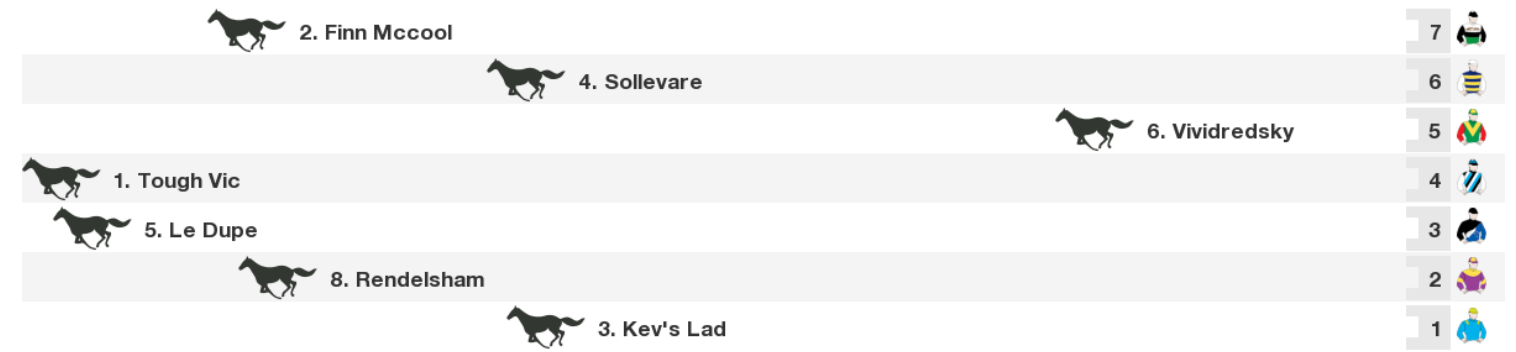 2. Finn Mccool 7
4. Sollevare 6
6. Vividredsky 5
1. Tough Vic 4
5. Le Dupe 3
8. Rendelsham 2
3. Kev's Lad 1